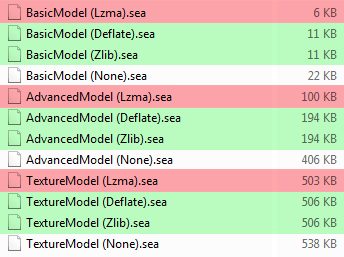 BasicModel (Lzma).sea 6 KB
BasicModel (Deflate).sea 11 KB
BasicModel (Zlib).sea 11 KB
BasicModel (None).sea 22 KB
AdvancedModel (Lzma).sea 100 KB
AdvancedModel (Deflate).sea 194 KB
AdvancedModel (Zlib).sea 194 KB
AdvancedModel (None).sea 406 KB
TextureModel (Lzma).sea 503 KB
TextureModel (Deflate).sea 506 KB
TextureModel (Zlib).sea 506 KB
TextureModel (None).sea 538 KB